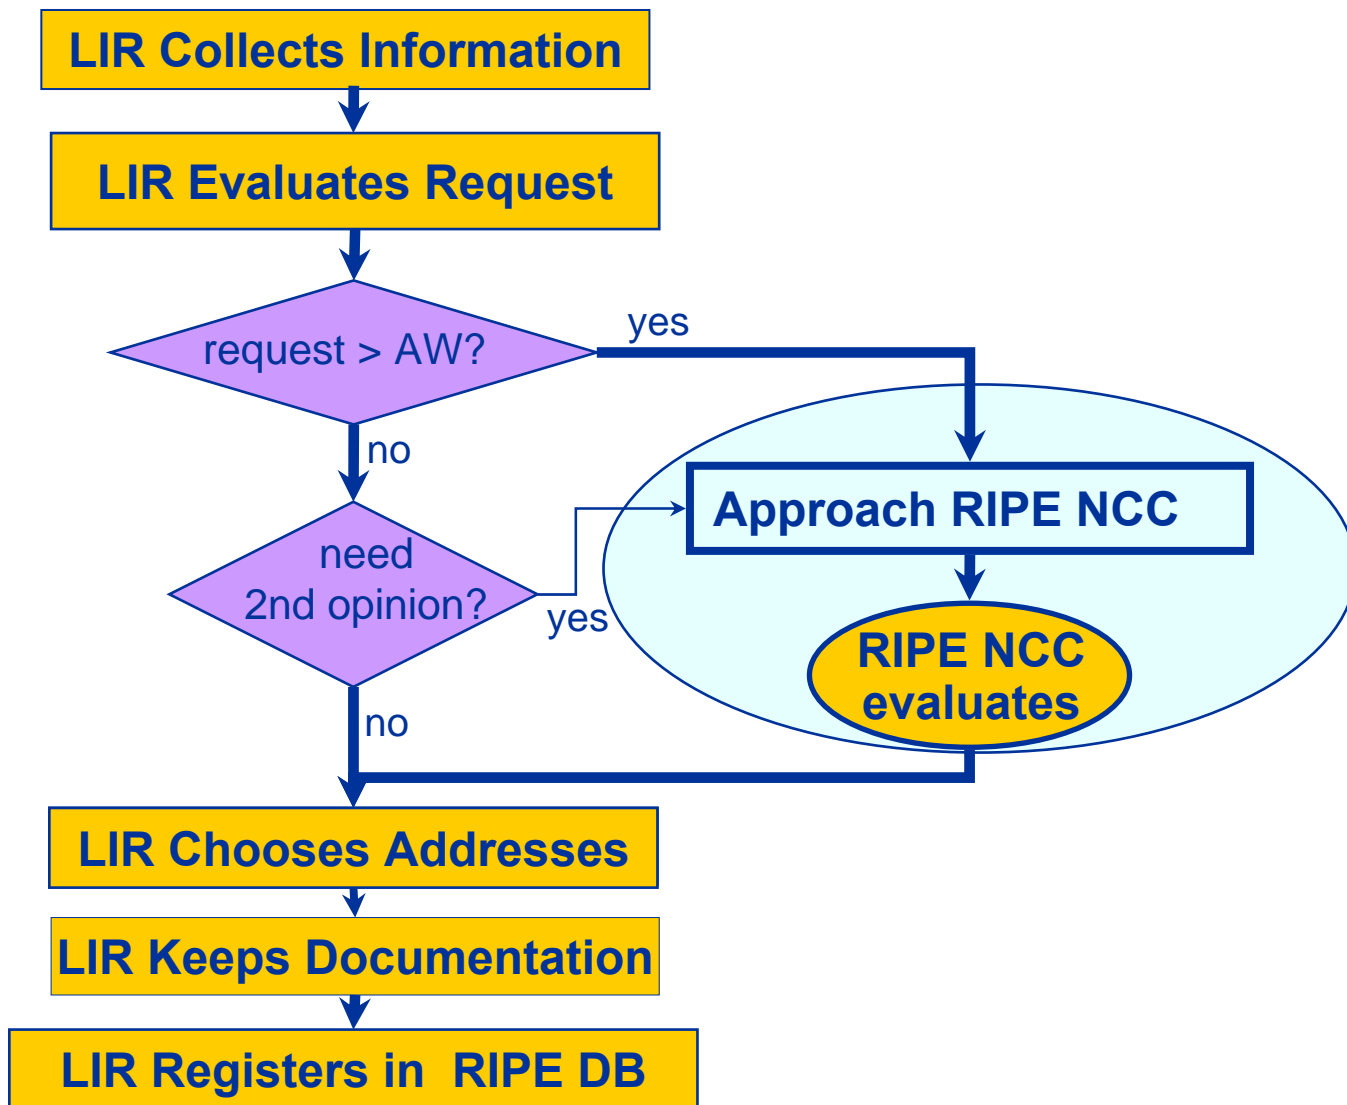 LIR Collects Information
LIR Evaluates Request
request > AW?
yes
no
Approach RIPE NCC
need
2nd opinion?
yes
RIPE NCC
evaluates
no
LIR Chooses Addresses
LIR Keeps Documentation
LIR Registers in  RIPE DB